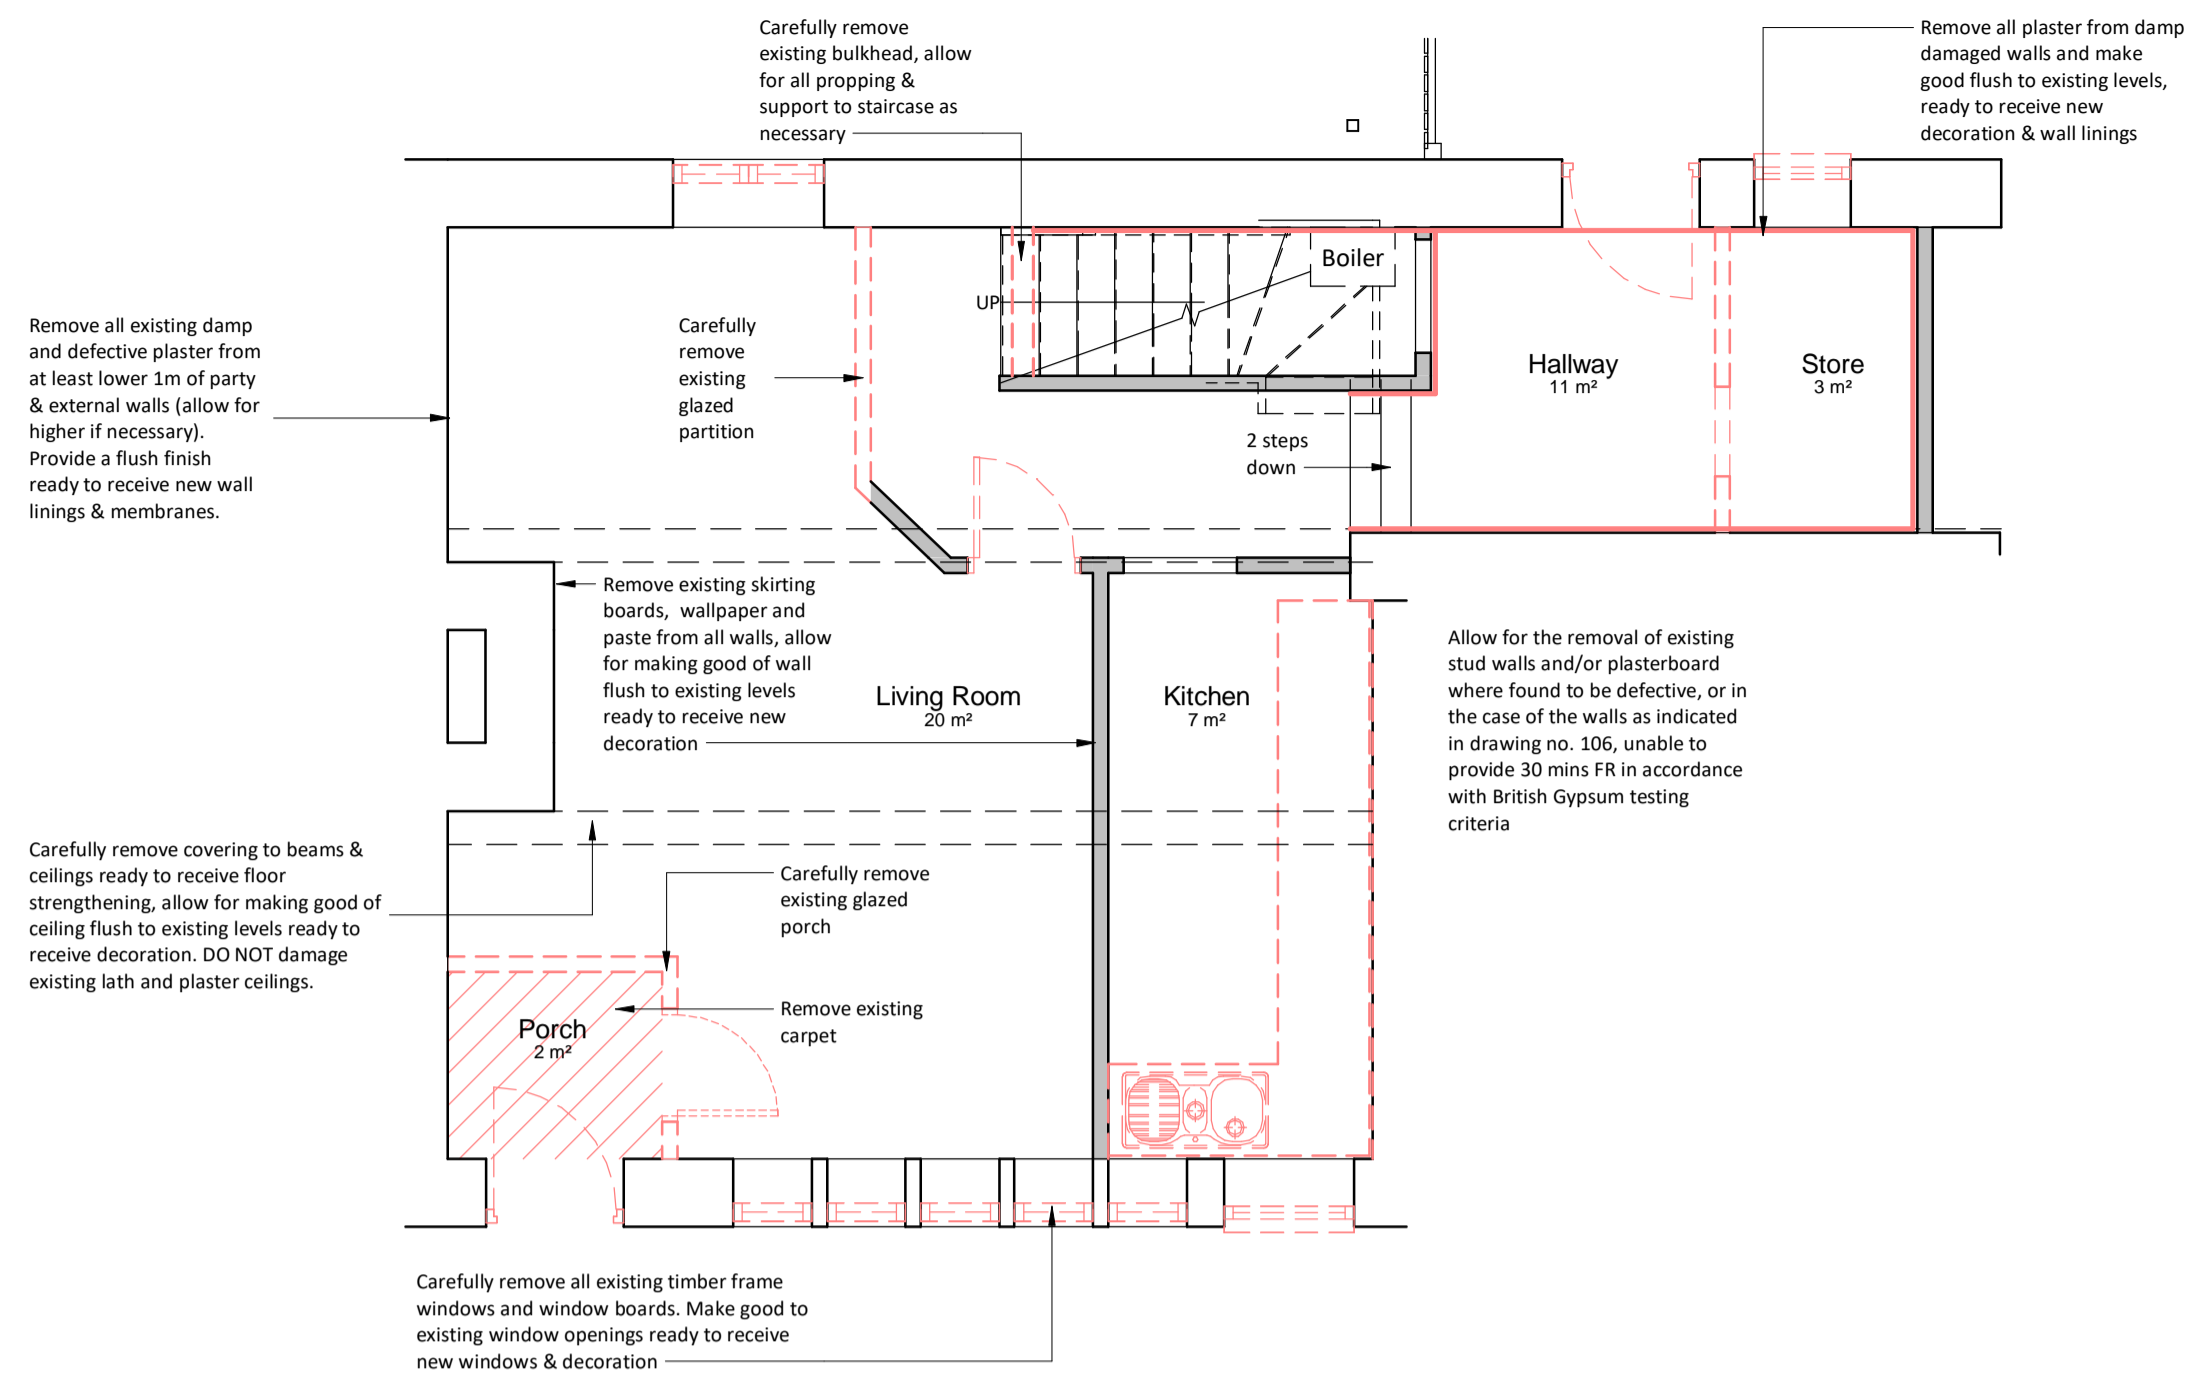 Carefully remove
existing bulkhead, allow
for all propping &
support to staircase as
necessary
Remove all plaster from damp
damaged walls and make
good flush to existing levels,
ready to receive new
decoration & wall linings
Boiler
UP
Remove all existing damp
and defective plaster from
at least lower 1m of party
& external walls (allow for
higher if necessary).
Provide a flush finish
ready to receive new wall
linings & membranes.
Carefully
remove
existing
glazed
partition
Hallway
11 m²
Store
3 m²
2 steps
down
Remove existing skirting
boards, wallpaper and
paste from all walls, allow
for making good of wall
flush to existing levels
ready to receive new
decoration
Living Room
20 m²
Kitchen
7 m²
Allow for the removal of existing
stud walls and/or plasterboard
where found to be defective, or in
the case of the walls as indicated
in drawing no. 106, unable to
provide 30 mins FR in accordance
with British Gypsum testing
criteria
Carefully remove covering to beams &
ceilings ready to receive floor
strengthening, allow for making good of
ceiling flush to existing levels ready to
receive decoration. DO NOT damage
existing lath and plaster ceilings.
Carefully remove
existing glazed
porch
Remove existing
carpet
Porch
2 m²
Carefully remove all existing timber frame
windows and window boards. Make good to
existing window openings ready to receive
new windows & decoration